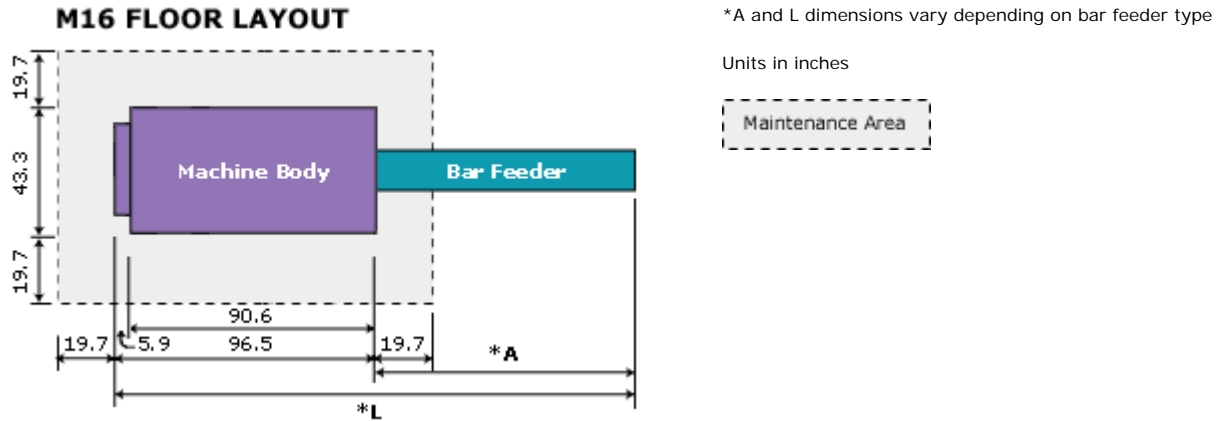 M16 FLOOR LAYOUT
*A and L dimensions vary depending on bar feeder type
Units in inches
Maintenance Area
19.7
43.3
19.7
Machine Body
Bar Feeder
90.6
19.7
5.9
96.5
19.7
*A
*L